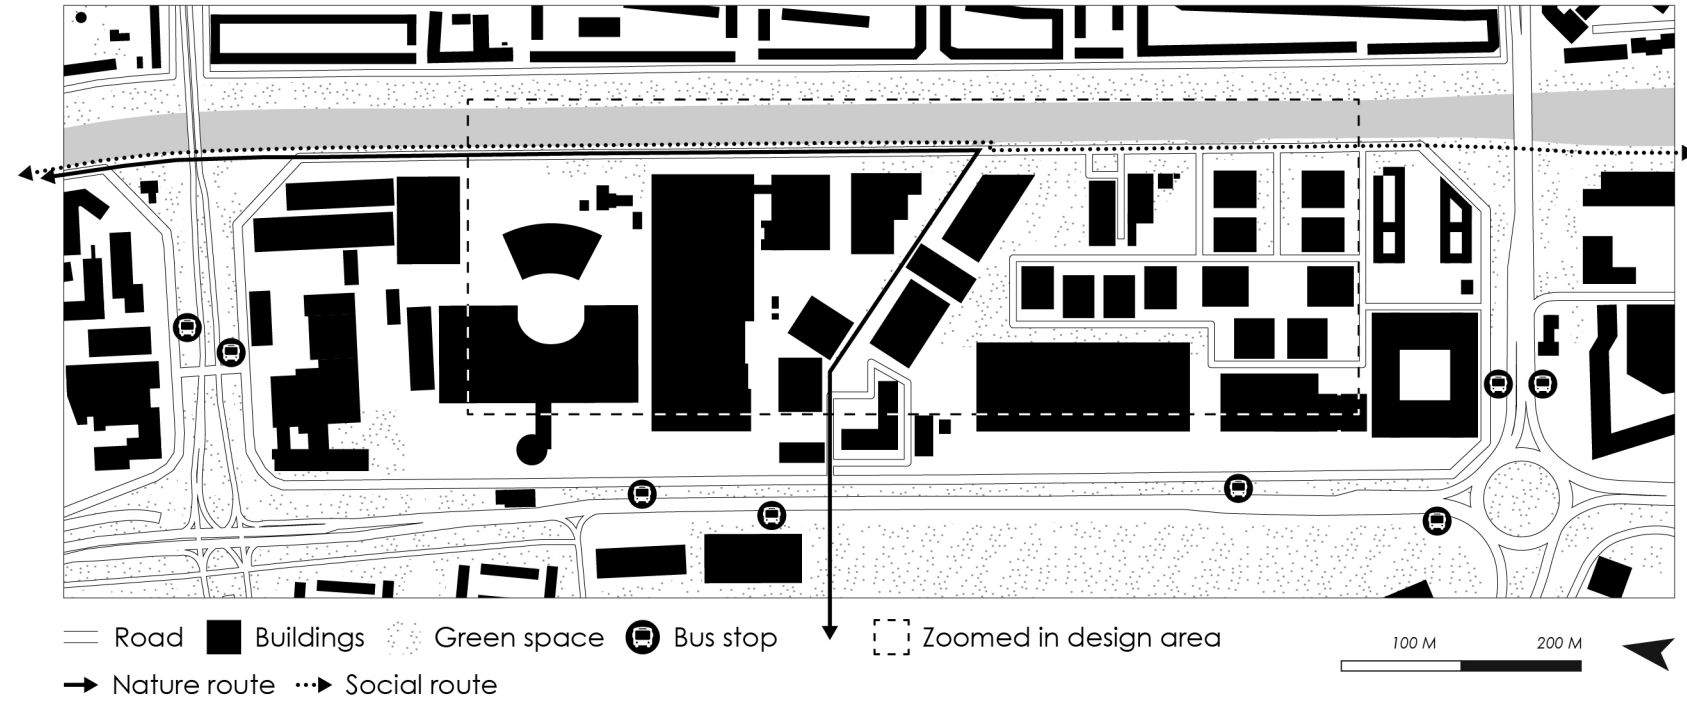 Road Buildings Green space Bus stop Zoomed in design area
100 M 200 M
Nature route Social route